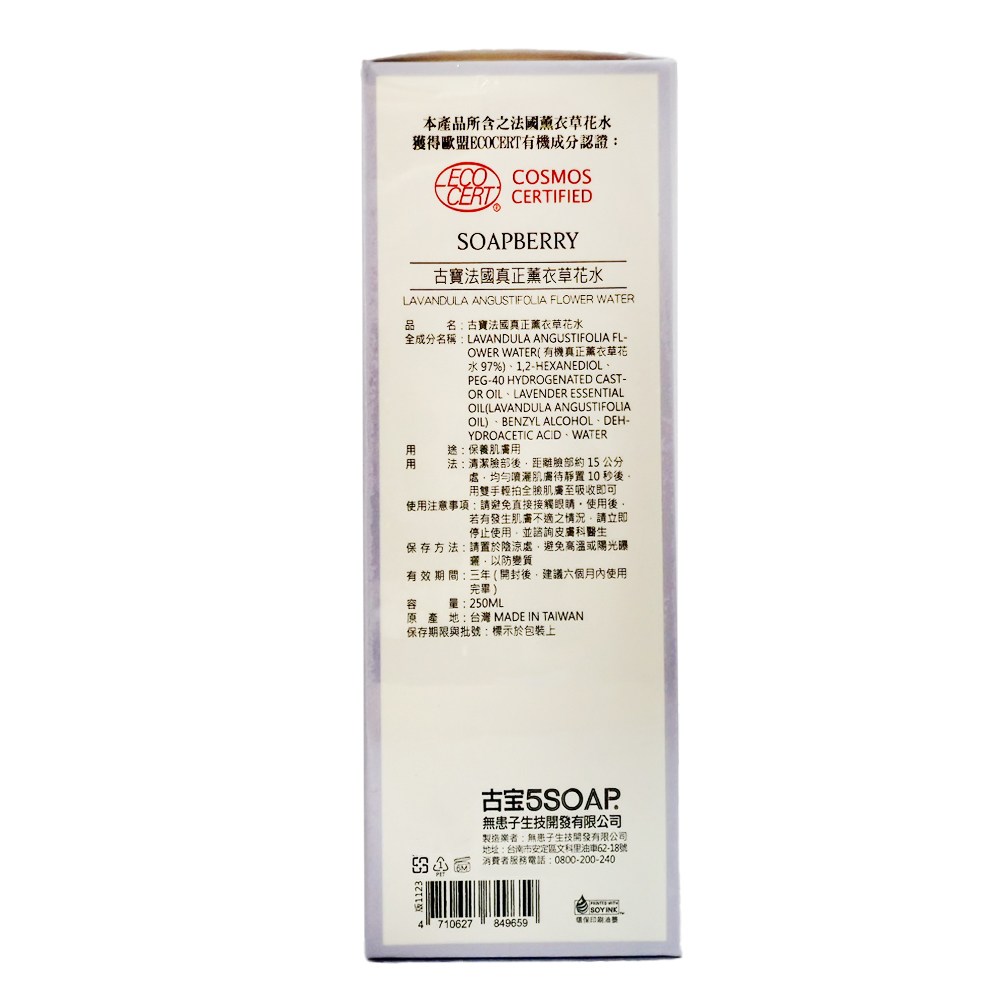 本產品所含之法國薰衣草花水
獲得歐盟ECOCERT有機成分認證：
ECO
CERT®
COSMOS
CERTIFIED
SOAPBERRY
古寶法國真正薰衣草花水
LAVANDULA ANGUSTIFOLIA FLOWER WATER
品　　名：古寶法國真正薰衣草花水
全成分名稱：LAVANDULA ANGUSTIFOLIA FL-
OWER WATER(有機真正薰衣草花
水 97%)、1,2-HEXANEDIOL、
PEG-40 HYDROGENATED CAST-
OR OIL、LAVENDER ESSENTIAL
OIL(LAVANDULA ANGUSTIFOLIA
OIL)、BENZYL ALCOHOL、DEH-
YDROACETIC ACID、WATER
用　　途：保養肌膚用
用　　法：清潔臉部後，距離臉部約 15 公分
處，均勻噴灑肌膚待靜置 10 秒後，
用雙手輕拍全臉肌膚至吸收即可
使用注意事項：請避免直接接觸眼睛。使用後，
若有發生肌膚不適之情況，請立即
停止使用，並諮詢皮膚科醫生
保存方法：請置於陰涼處，避免高溫或陽光曝
曬，以防變質
有效期間：三年(開封後，建議六個月內使用
完畢)
容　　量：250ML
原 產 地：台灣 MADE IN TAIWAN
保存期限與批號：標示於包裝上
古宝5SOAP®
無患子生技開發有限公司
製造業者：無患子生技開發有限公司
地址：台南市安定區文科里油車62-18號
消費者服務電話：0800-200-240
1
PET
6M
版1123
4 710627 849659
PRINTED WITH
SOY INK™
環保印刷油墨